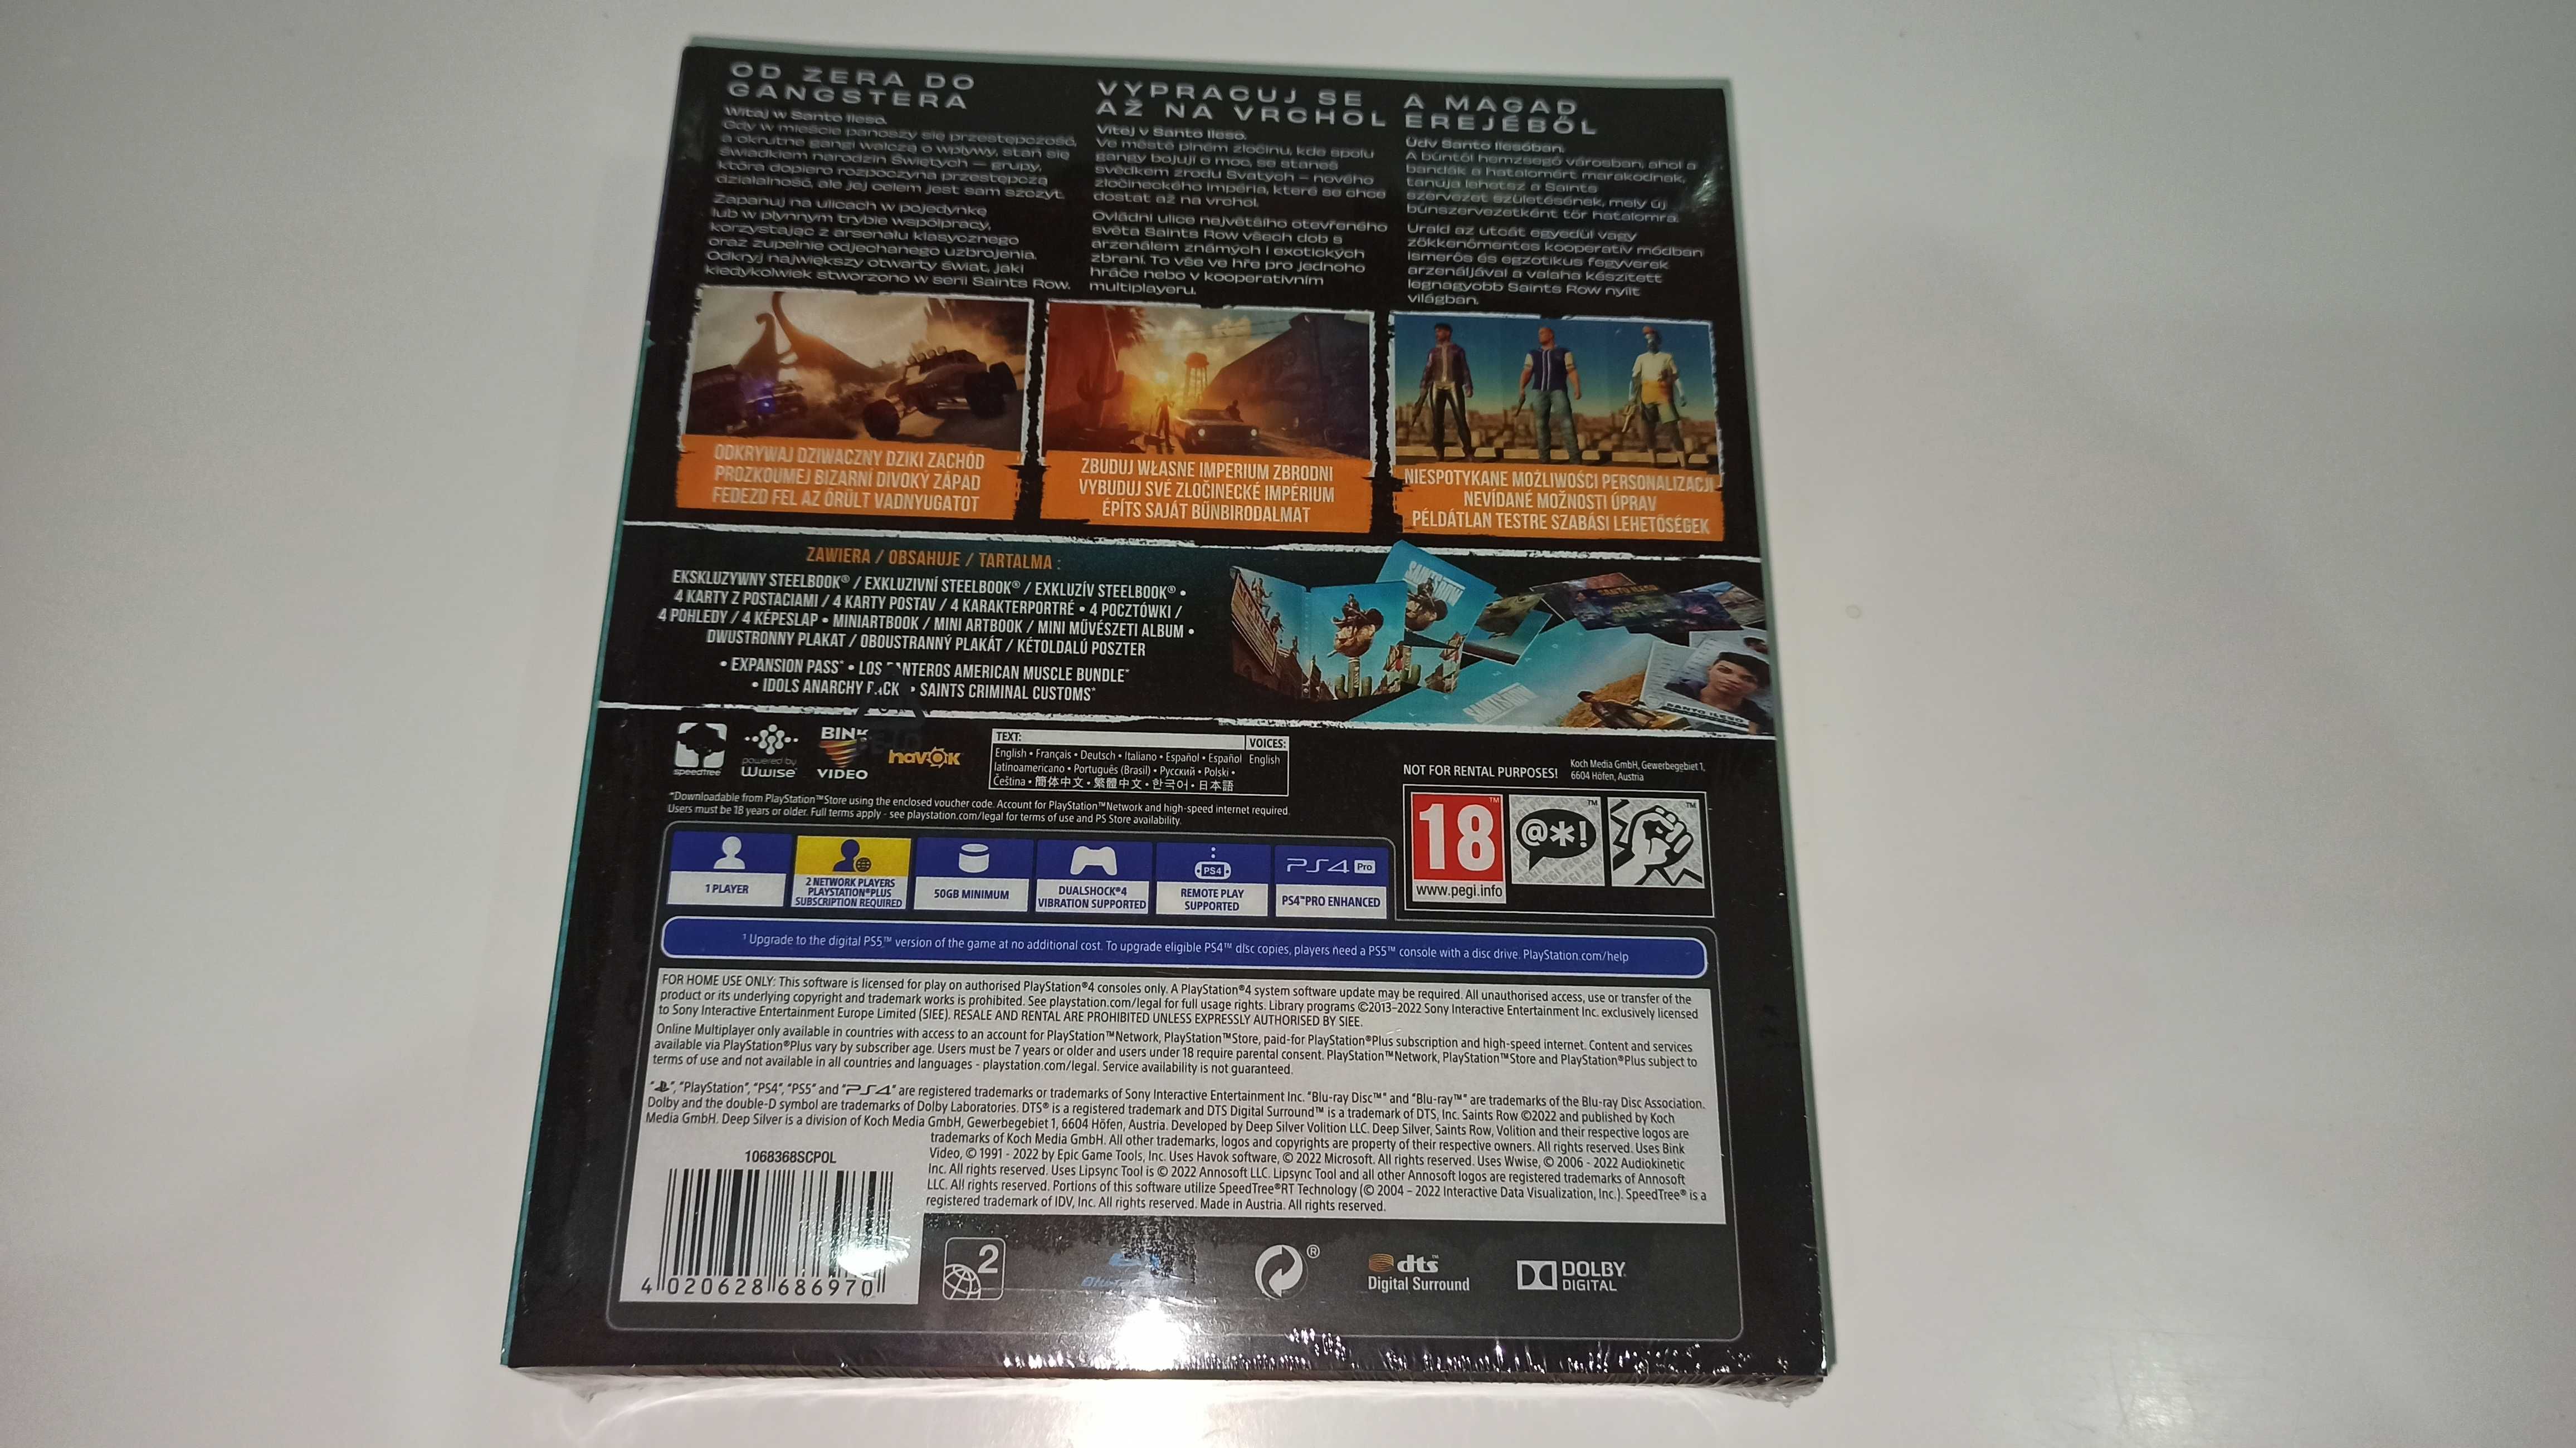 OD ZERA DO
GANGSTERA
Witaj w Santo Ileso.
Gdy w mieście panoszy się przestępczość,
a okrutne gangi walczą o wpływy, stań się
świadkiem narodzin Świętych — grupy,
która dopiero rozpoczyna przestępczą
działalność, ale jej celem jest sam szczyt.
Zapanuj na ulicach w pojedynkę
lub w płynnym trybie współpracy,
korzystając z arsenału klasycznego
oraz zupełnie odjechanego uzbrojenia.
Odkryj największy otwarty świat, jaki
kiedykolwiek stworzono w serii Saints Row.
VYPRACUJ SE
AŽ NA VRCHOL
Vítej v Santo Ileso.
Ve městě plném zločinu, kde spolu
gangy bojují o moc, se staneš
svědkem zrodu Svatých – nového
zločineckého impéria, které se chce
dostat až na vrchol.
Ovládni ulice největšího otevřeného
světa Saints Row všech dob s
arzenálem známých i exotických
zbraní. To vše ve hře pro jednoho
hráče nebo v kooperativním
multiplayeru.
A MAGAD
EREJÉBŐL
Üdv Santo Ilesóban.
A bűntől hemzsegő városban, ahol a
bandák a hatalomért marakodnak,
tanúja lehetsz a Saints
szervezet születésének, mely új
bűnszervezetként tör hatalomra.
Urald az utcát egyedül vagy
zökkenőmentes kooperatív módban
ismerős és egzotikus fegyverek
arzenáljával a valaha készített
legnagyobb Saints Row nyílt
világban.
ODKRYWAJ DZIWACZNY DZIKI ZACHÓD
PROZKOUMEJ BIZARNÍ DIVOKÝ ZÁPAD
FEDEZD FEL AZ ŐRÜLT VADNYUGATOT
ZBUDUJ WŁASNE IMPERIUM ZBRODNI
VYBUDUJ SVÉ ZLOČINECKÉ IMPÉRIUM
ÉPÍTS SAJÁT BŰNBIRODALMAT
NIESPOTYKANE MOŻLIWOŚCI PERSONALIZACJI
NEVÍDANÉ MOŽNOSTI ÚPRAV
PÉLDÁTLAN TESTRE SZABÁSI LEHETŐSÉGEK
ZAWIERA / OBSAHUJE / TARTALMA :
EKSKLUZYWNY STEELBOOK® / EXKLUZIVNÍ STEELBOOK® / EXKLUZÍV STEELBOOK® •
4 KARTY Z POSTACIAMI / 4 KARTY POSTAV / 4 KARAKTERPORTRÉ • 4 POCZTÓWKI /
4 POHLEDY / 4 KÉPESLAP • MINIARTBOOK / MINI ARTBOOK / MINI MŰVÉSZETI ALBUM •
DWUSTRONNY PLAKAT / OBOUSTRANNÝ PLAKÁT / KÉTOLDALÚ POSZTER
• EXPANSION PASS* • LOS PANTEROS AMERICAN MUSCLE BUNDLE*
• IDOLS ANARCHY PACK • SAINTS CRIMINAL CUSTOMS*
SAINTS ROW
SANTO ILESO
speedtree
powered by
Wwise
BINK
VIDEO
havok
TEXT:
VOICES:
English • Français • Deutsch • Italiano • Español • Español English
latinoamericano • Português (Brasil) • Русский • Polski •
Čeština • 簡体中文 • 繁體中文 • 한국어 • 日本語
*Downloadable from PlayStation™Store using the enclosed voucher code. Account for PlayStation™Network and high-speed internet required.
Users must be 18 years or older. Full terms apply - see playstation.com/legal for terms of use and PS Store availability.
NOT FOR RENTAL PURPOSES!
Koch Media GmbH, Gewerbegebiet 1,
6604 Höfen, Austria
18
www.pegi.info
@*!
1 PLAYER
2 NETWORK PLAYERS
PLAYSTATION®PLUS
SUBSCRIPTION REQUIRED
50GB MINIMUM
DUALSHOCK®4
VIBRATION SUPPORTED
PS4
REMOTE PLAY
SUPPORTED
PS4 Pro
PS4™PRO ENHANCED
¹ Upgrade to the digital PS5™ version of the game at no additional cost. To upgrade eligible PS4™ disc copies, players need a PS5™ console with a disc drive. PlayStation.com/help
FOR HOME USE ONLY: This software is licensed for play on authorised PlayStation®4 consoles only. A PlayStation®4 system software update may be required. All unauthorised access, use or transfer of the
product or its underlying copyright and trademark works is prohibited. See playstation.com/legal for full usage rights. Library programs ©2013-2022 Sony Interactive Entertainment Inc. exclusively licensed
to Sony Interactive Entertainment Europe Limited (SIEE). RESALE AND RENTAL ARE PROHIBITED UNLESS EXPRESSLY AUTHORISED BY SIEE.
Online Multiplayer only available in countries with access to an account for PlayStation™Network, PlayStation™Store, paid-for PlayStation®Plus subscription and high-speed internet. Content and services
available via PlayStation®Plus vary by subscriber age. Users must be 7 years or older and users under 18 require parental consent. PlayStation™Network, PlayStation™Store and PlayStation®Plus subject to
terms of use and not available in all countries and languages - playstation.com/legal. Service availability is not guaranteed.
"", "PlayStation", "PS4", "PS5" and "PS4" are registered trademarks or trademarks of Sony Interactive Entertainment Inc. "Blu-ray Disc™" and "Blu-ray™" are trademarks of the Blu-ray Disc Association.
Dolby and the double-D symbol are trademarks of Dolby Laboratories. DTS® is a registered trademark and DTS Digital Surround™ is a trademark of DTS, Inc. Saints Row ©2022 and published by Koch
Media GmbH. Deep Silver is a division of Koch Media GmbH, Gewerbegebiet 1, 6604 Höfen, Austria. Developed by Deep Silver Volition LLC. Deep Silver, Saints Row, Volition and their respective logos are
trademarks of Koch Media GmbH. All other trademarks, logos and copyrights are property of their respective owners. All rights reserved. Uses Bink
Video, © 1991 - 2022 by Epic Game Tools, Inc. Uses Havok software, © 2022 Microsoft. All rights reserved. Uses Wwise, © 2006 - 2022 Audiokinetic
Inc. All rights reserved. Uses Lipsync Tool is © 2022 Annosoft LLC. Lipsync Tool and all other Annosoft logos are registered trademarks of Annosoft
LLC. All rights reserved. Portions of this software utilize SpeedTree®RT Technology (© 2004 – 2022 Interactive Data Visualization, Inc.). SpeedTree® is a
registered trademark of IDV, Inc. All rights reserved. Made in Austria. All rights reserved.
1068368SCPOL
4 020628 686970
2
Blu-ray
®
dts™
Digital Surround
DOLBY
DIGITAL